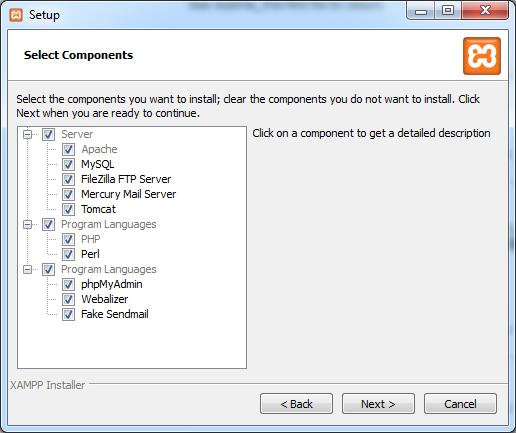 Setup
Select Components
Select the components you want to install; clear the components you do not want to install. Click
Next when you are ready to continue.
Server
Apache
MySQL
FileZilla FTP Server
Mercury Mail Server
Tomcat
Program Languages
PHP
Perl
Program Languages
phpMyAdmin
Webalizer
Fake Sendmail
Click on a component to get a detailed description
XAMPP Installer
< Back
Next >
Cancel